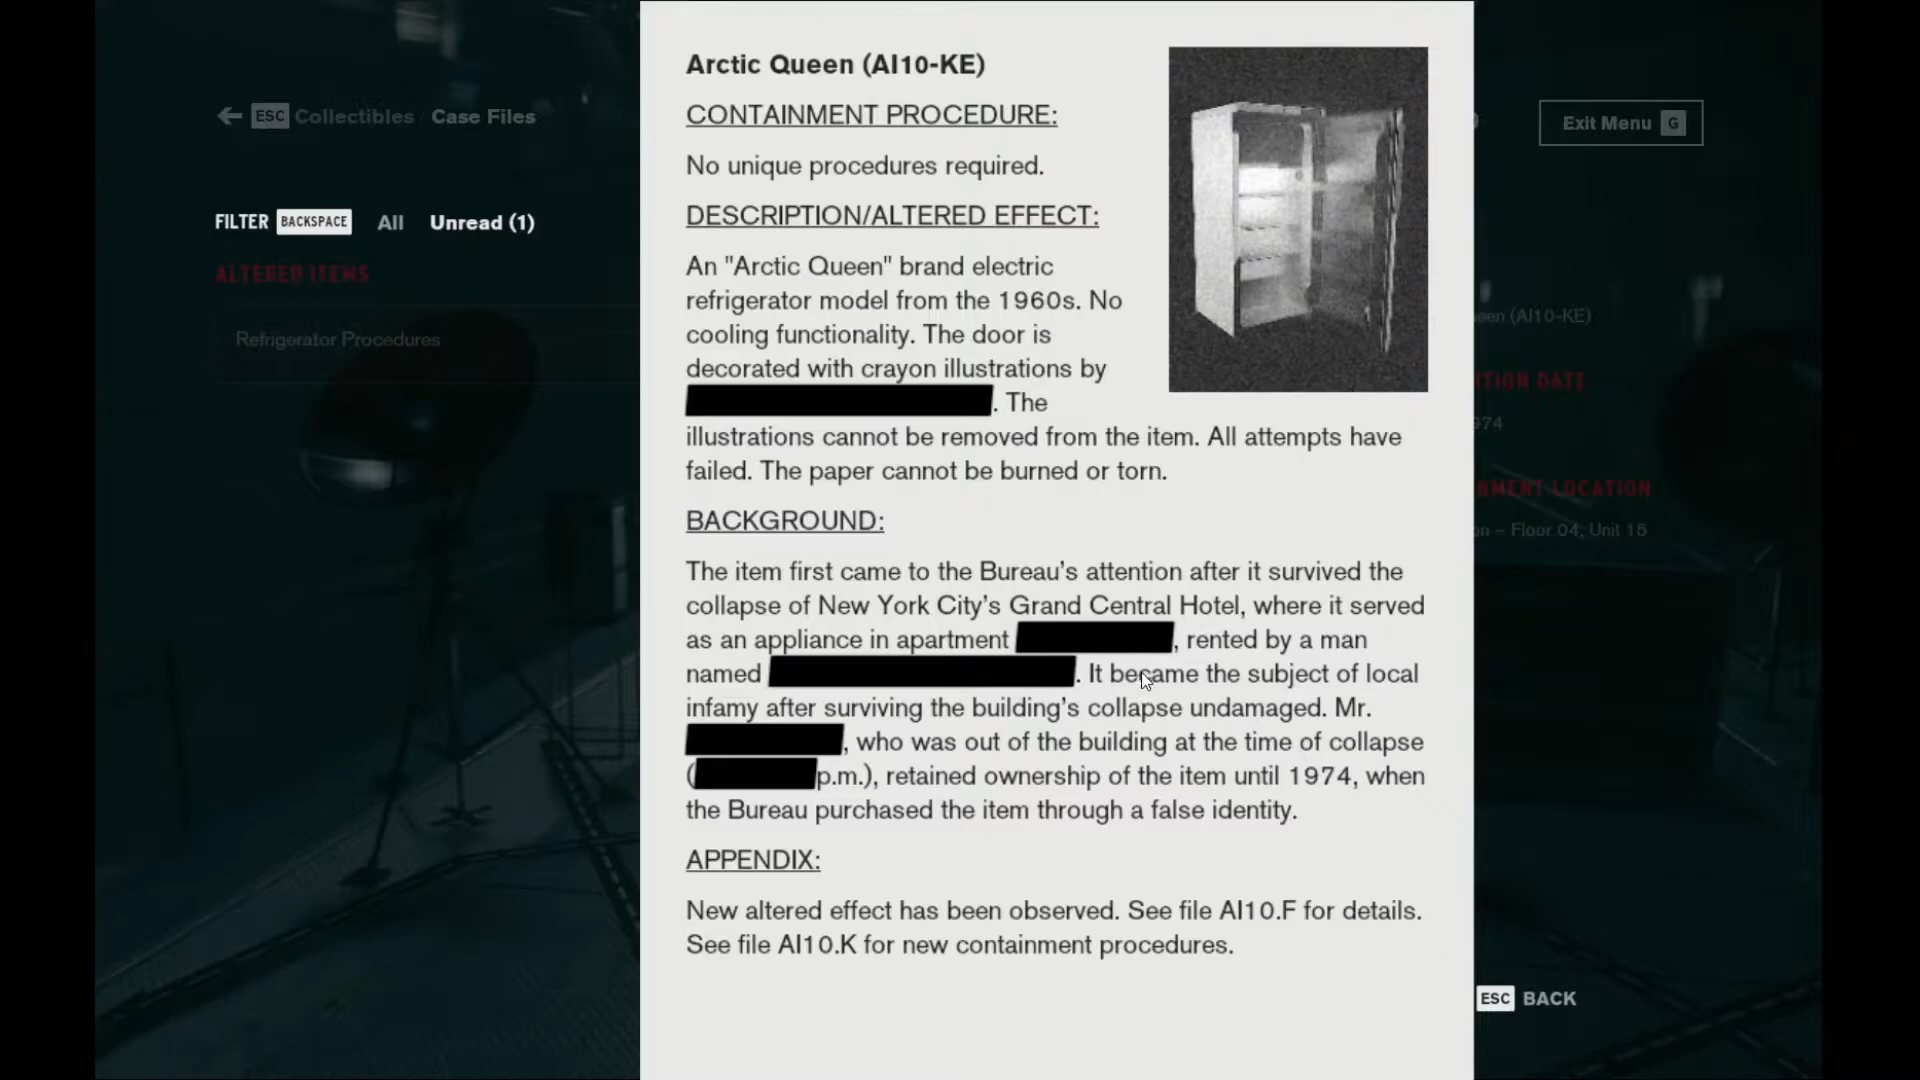 ESC Collectibles Case Files
Exit Menu G
FILTER BACKSPACE All Unread (1)
ALTERED ITEMS
Refrigerator Procedures
Arctic Queen (AI10-KE)
CONTAINMENT PROCEDURE:
No unique procedures required.
DESCRIPTION/ALTERED EFFECT:
An "Arctic Queen" brand electric
refrigerator model from the 1960s. No
cooling functionality. The door is
decorated with crayon illustrations by
. The
illustrations cannot be removed from the item. All attempts have
failed. The paper cannot be burned or torn.
BACKGROUND:
The item first came to the Bureau’s attention after it survived the
collapse of New York City’s Grand Central Hotel, where it served
as an appliance in apartment , rented by a man
named . It became the subject of local
infamy after surviving the building’s collapse undamaged. Mr.
, who was out of the building at the time of collapse
( p.m.), retained ownership of the item until 1974, when
the Bureau purchased the item through a false identity.
APPENDIX:
New altered effect has been observed. See file AI10.F for details.
See file AI10.K for new containment procedures.
(AI10-KE)
DATE
LOCATION
– Floor 04, Unit 15
ESC BACK